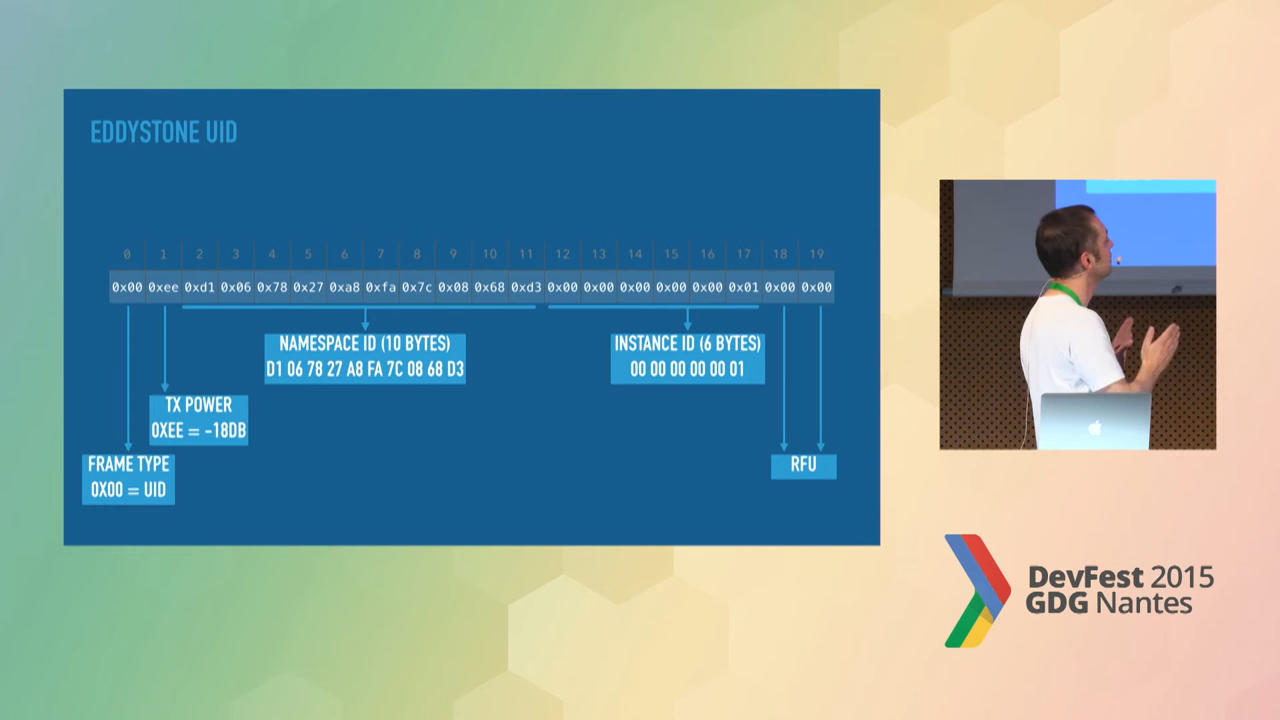 EDDYSTONE UID
0 1 2 3 4 5 6 7 8 9 10 11 12 13 14 15 16 17 18 19
0x00 0xee 0xd1 0x06 0x78 0x27 0xa8 0xfa 0x7c 0x08 0x68 0xd3 0x00 0x00 0x00 0x00 0x00 0x01 0x00 0x00
NAMESPACE ID (10 BYTES)
D1 06 78 27 A8 FA 7C 08 68 D3
INSTANCE ID (6 BYTES)
00 00 00 00 00 01
TX POWER
0XEE = -18DB
FRAME TYPE
0X00 = UID
RFU
DevFest 2015
GDG Nantes